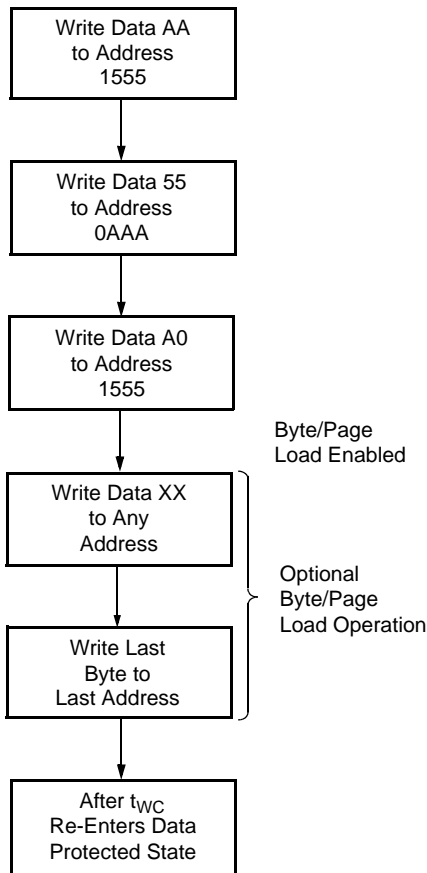 Write Data AA
to Address
1555
Write Data 55
to Address
0AAA
Write Data A0
to Address
1555
Byte/Page
Load Enabled
Write Data XX
to Any
Address
Optional
Byte/Page
Load Operation
Write Last
Byte to
Last Address
After tWC
Re-Enters Data
Protected State